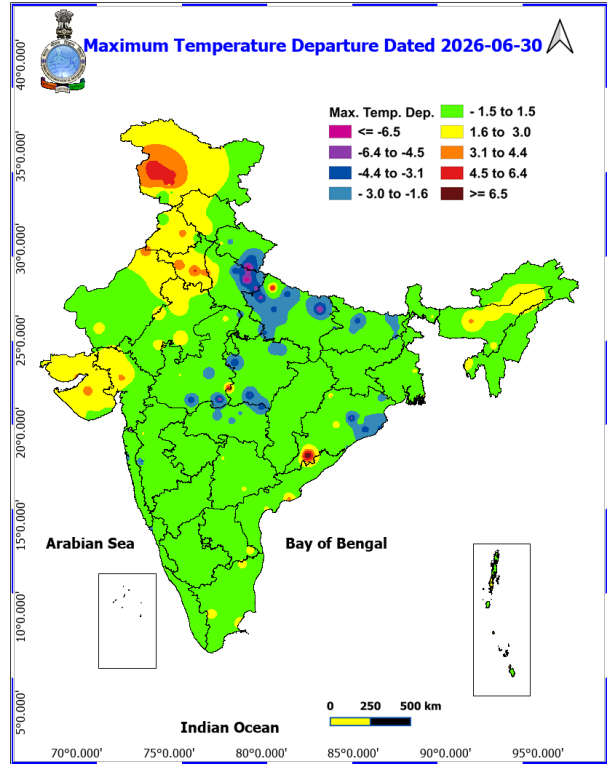 Maximum Temperature Departure Dated 2026-06-30
Max. Temp. Dep.
<= -6.5
-6.4 to -4.5
-4.4 to -3.1
- 3.0 to -1.6
- 1.5 to 1.5
1.6 to 3.0
3.1 to 4.4
4.5 to 6.4
>= 6.5
40°0.000'
35°0.000'
30°0.000'
25°0.000'
20°0.000'
15°0.000'
10°0.000'
5°0.000'
Arabian Sea
Bay of Bengal
Indian Ocean
0 250 500 km
70°0.000' 75°0.000' 80°0.000' 85°0.000' 90°0.000' 95°0.000'